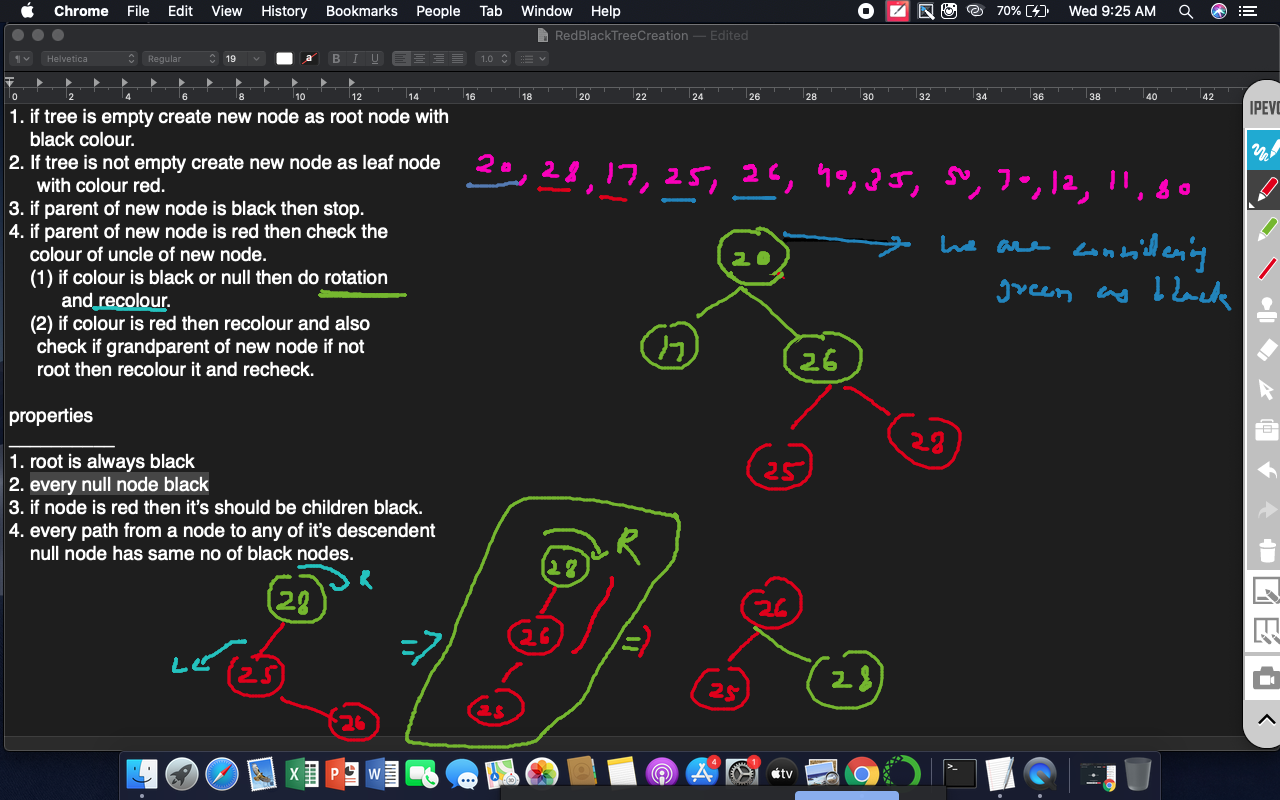 Chrome File Edit View History Bookmarks People Tab Window Help 70% Wed 9:25 AM
RedBlackTreeCreation — Edited
Helvetica Regular 19 a B I U 1.0
0 2 4 6 8 10 12 14 16 18 20 22 24 26 28 30 32 34 36 38 40 42
IPEVO
1. if tree is empty create new node as root node with
black colour.
2. If tree is not empty create new node as leaf node
with colour red.
3. if parent of new node is black then stop.
4. if parent of new node is red then check the
colour of uncle of new node.
(1) if colour is black or null then do rotation
and recolour.
(2) if colour is red then recolour and also
check if grandparent of new node if not
root then recolour it and recheck.
properties
1. root is always black
2. every null node black
3. if node is red then it's should be children black.
4. every path from a node to any of it's descendent
null node has same no of black nodes.
20, 28, 17, 25, 26, 40, 35, 50, 70, 12, 11, 80
20
we are considering
green as black
17
26
25
28
28 R
L
25
26
=>
28 R
26
25
=>
26
25
28
4
1
tv